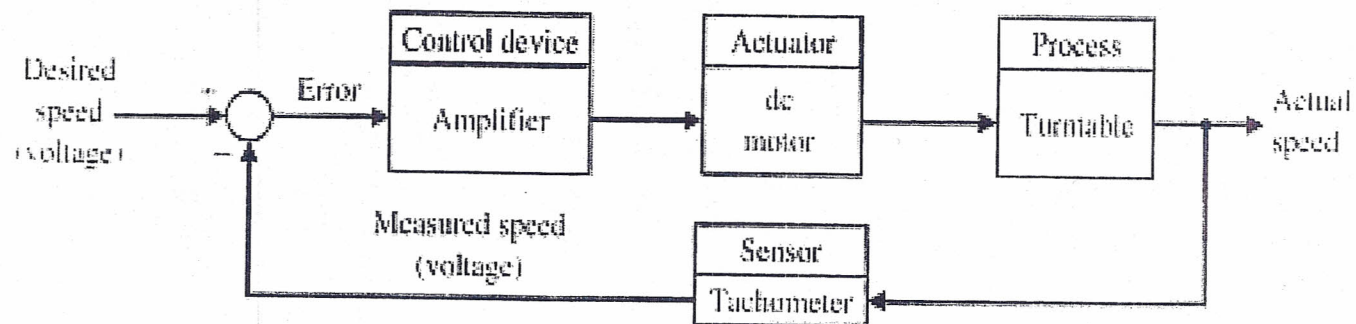 Desired
speed
(voltage)
+
−
Error
Control device
Amplifier
Actuator
dc
motor
Process
Turntable
Actual
speed
Measured speed
(voltage)
Sensor
Tachometer